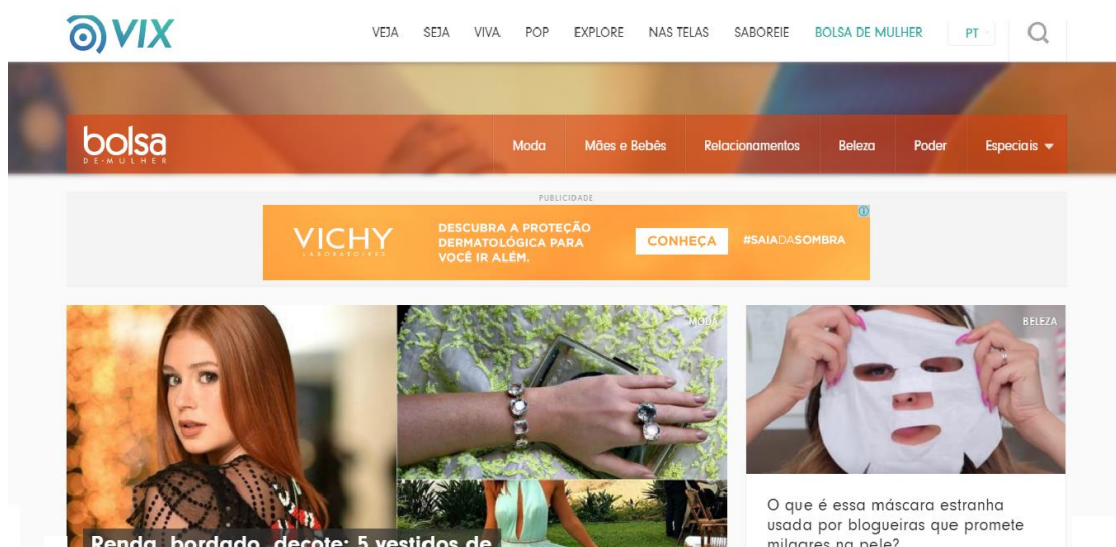 VIX
VEJA SEJA VIVA. POP EXPLORE NAS TELAS SABOREIE BOLSA DE MULHER PT
bolsa
DE·MULHER
Moda Mães e Bebês Relacionamentos Beleza Poder Especiais
PUBLICIDADE
VICHY
LABORATOIRES
DESCUBRA A PROTEÇÃO
DERMATOLÓGICA PARA
VOCÊ IR ALÉM.
CONHEÇA
#SAIADASOMBRA
MODA
Renda, bordado, decote: 5 vestidos de
BELEZA
O que é essa máscara estranha
usada por blogueiras que promete
milagres na pele?